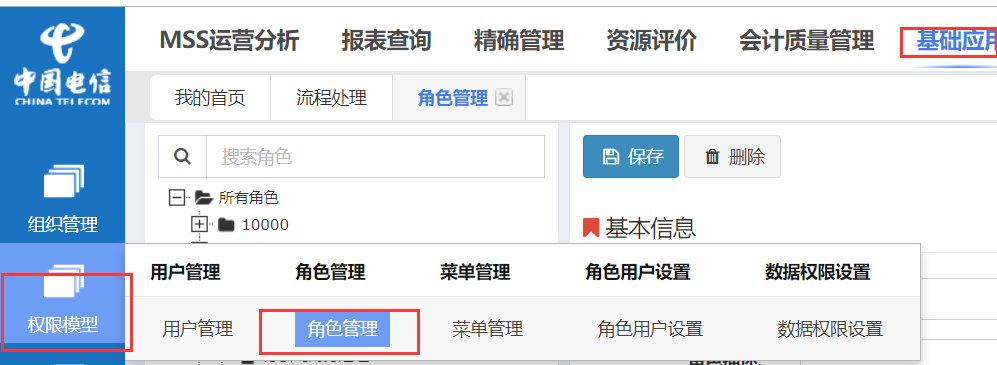 中国电信
CHINA TELECOM
MSS运营分析 报表查询 精确管理 资源评价 会计质量管理 基础应用
我的首页 流程处理 角色管理
搜索角色
保存 删除
所有角色
10000
基本信息
组织管理
权限模型
用户管理 角色管理 菜单管理 角色用户设置 数据权限设置
用户管理 角色管理 菜单管理 角色用户设置 数据权限设置